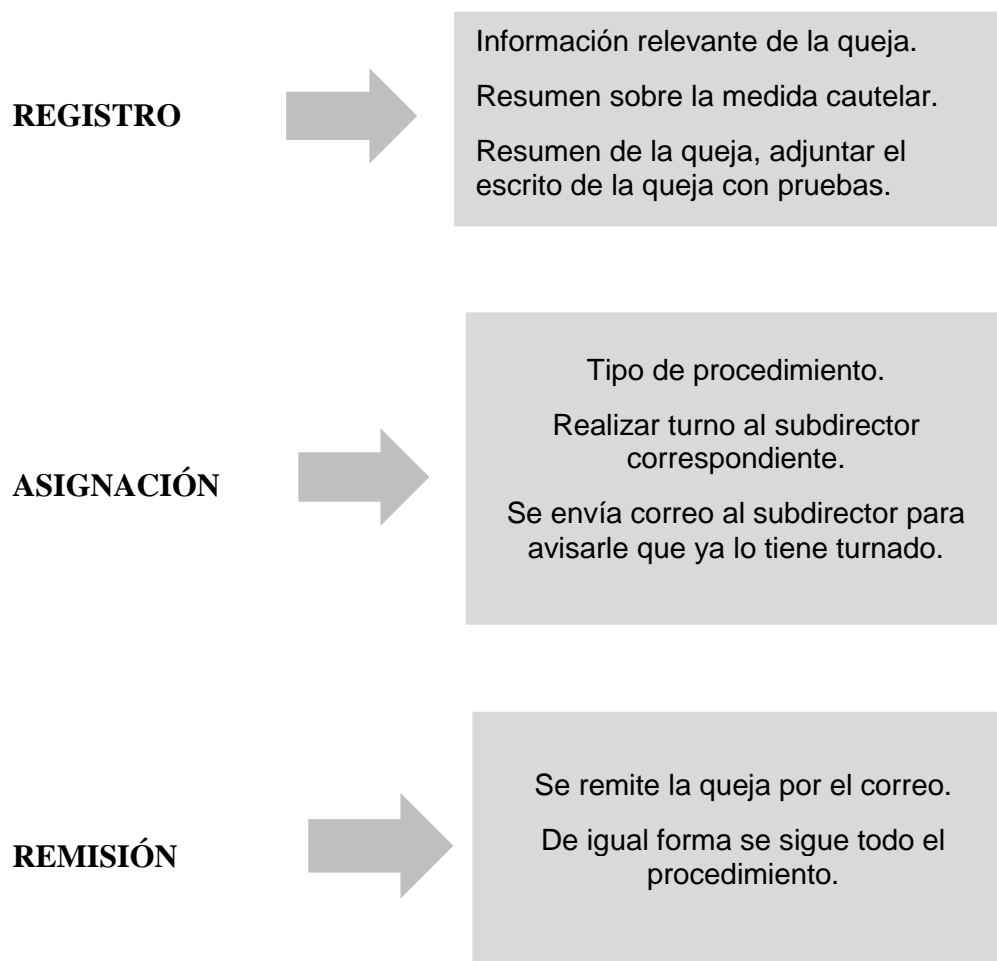 REGISTRO
Información relevante de la queja.
Resumen sobre la medida cautelar.
Resumen de la queja, adjuntar el
escrito de la queja con pruebas.
ASIGNACIÓN
Tipo de procedimiento.
Realizar turno al subdirector
correspondiente.
Se envía correo al subdirector para
avisarle que ya lo tiene turnado.
REMISIÓN
Se remite la queja por el correo.
De igual forma se sigue todo el
procedimiento.